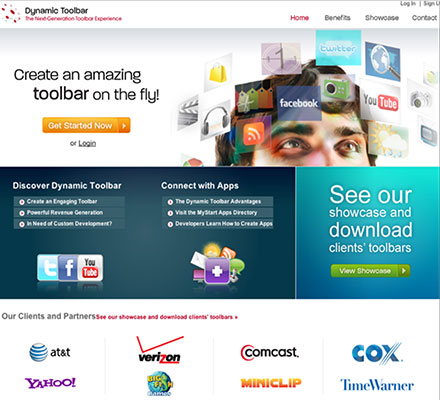 Log In | Sign U
Dynamic Toolbar
The Next-Generation Toolbar Experience
Home Benefits Showcase Contact
twitter
Create an amazing
toolbar on the fly!
facebook
You Tube
Get Started Now
or Login
Discover Dynamic Toolbar
Create an Engaging Toolbar
Powerful Revenue Generation
In Need of Custom Development?
Connect with Apps
The Dynamic Toolbar Advantages
Visit the MyStart Apps Directory
Developers Learn How to Create Apps
See our
showcase and
download
clients' toolbars
View Showcase
t f You Tube
Our Clients and Partners See our showcase and download clients' toolbars »
at&t verizon COMCAST. COX
YAHOO! BIG FISH GAMES MINICLIP TimeWarner